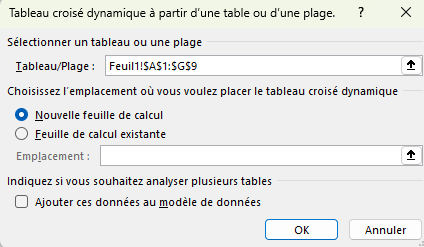 Tableau croisé dynamique à partir d’une table ou d’une plage.
Sélectionner un tableau ou une plage
Tableau/Plage : Feuil1!$A$1:$G$9
Choisissez l’emplacement où vous voulez placer le tableau croisé dynamique
Nouvelle feuille de calcul
Feuille de calcul existante
Emplacement :
Indiquez si vous souhaitez analyser plusieurs tables
Ajouter ces données au modèle de données
OK Annuler